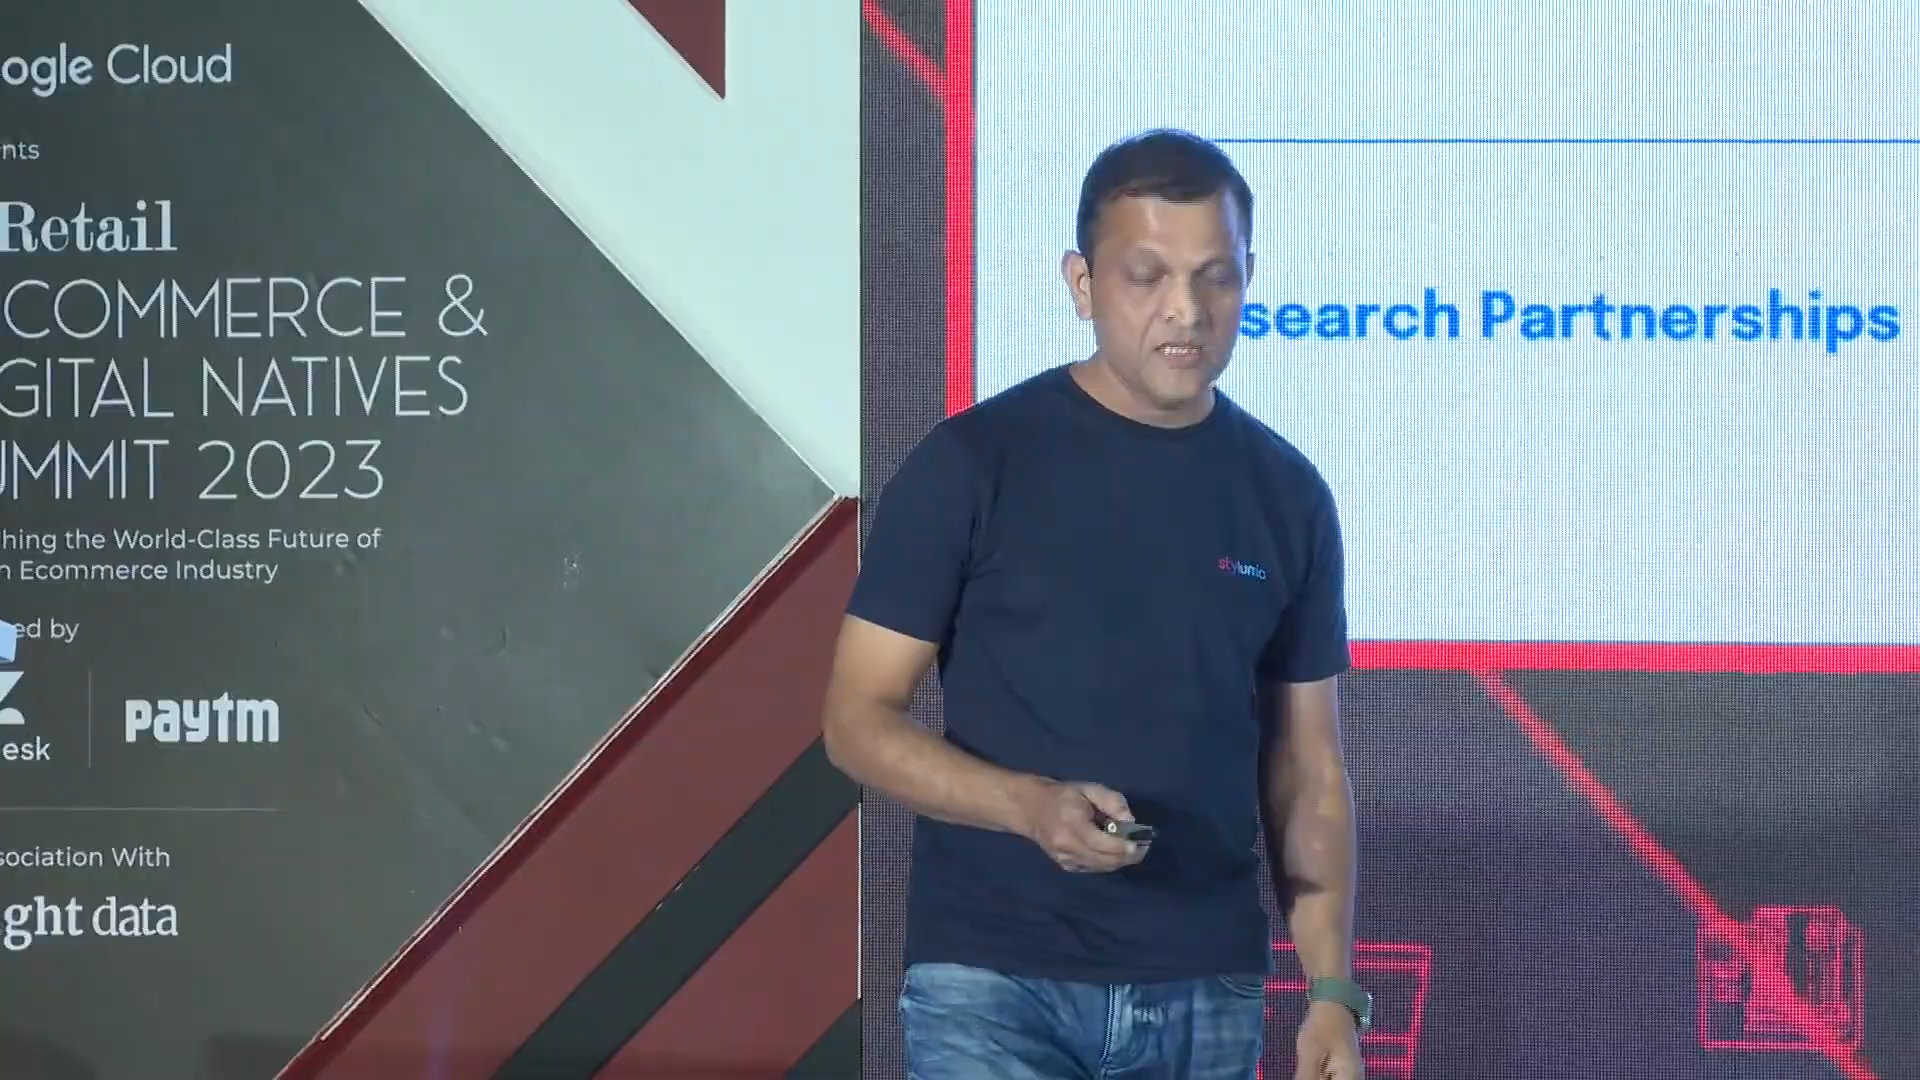 ogle Cloud
nts
Retail
COMMERCE &
GITAL NATIVES
UMMIT 2023
hing the World-Class Future of
n Ecommerce Industry
ed by
esk
paytm
sociation With
ght data
search Partnerships
stylumia